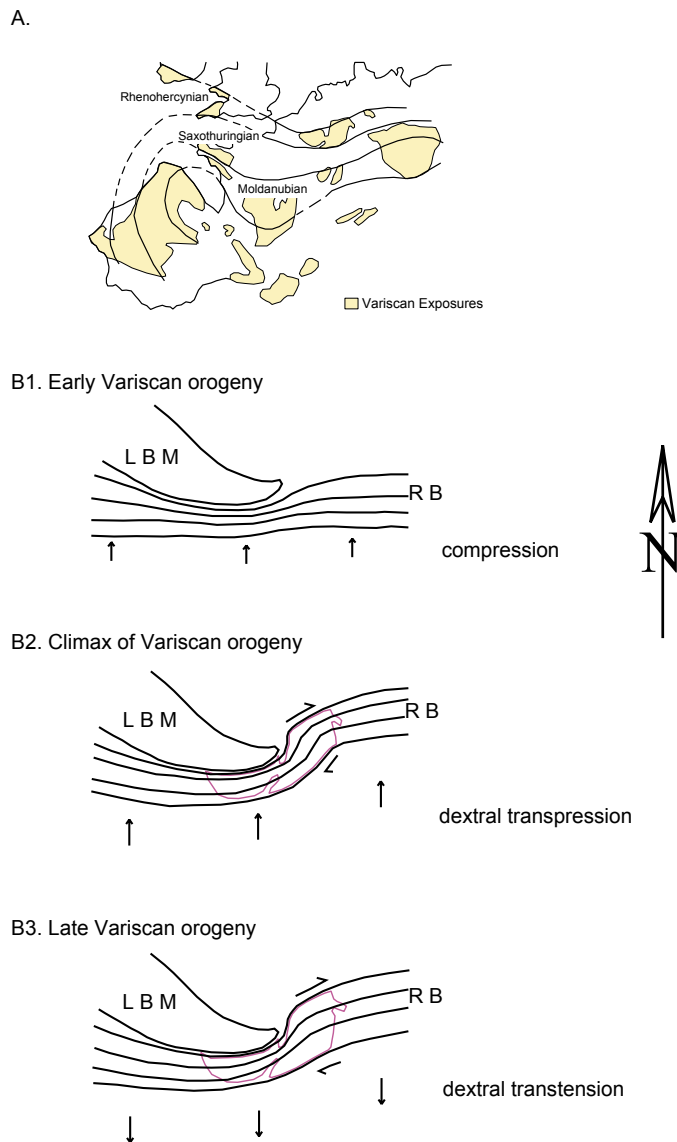 A.
Rhenohercynian
Saxothuringian
Moldanubian
Variscan Exposures
B1. Early Variscan orogeny
L B M
R B
compression
N
B2. Climax of Variscan orogeny
L B M
R B
dextral transpression
B3. Late Variscan orogeny
L B M
R B
dextral transtension